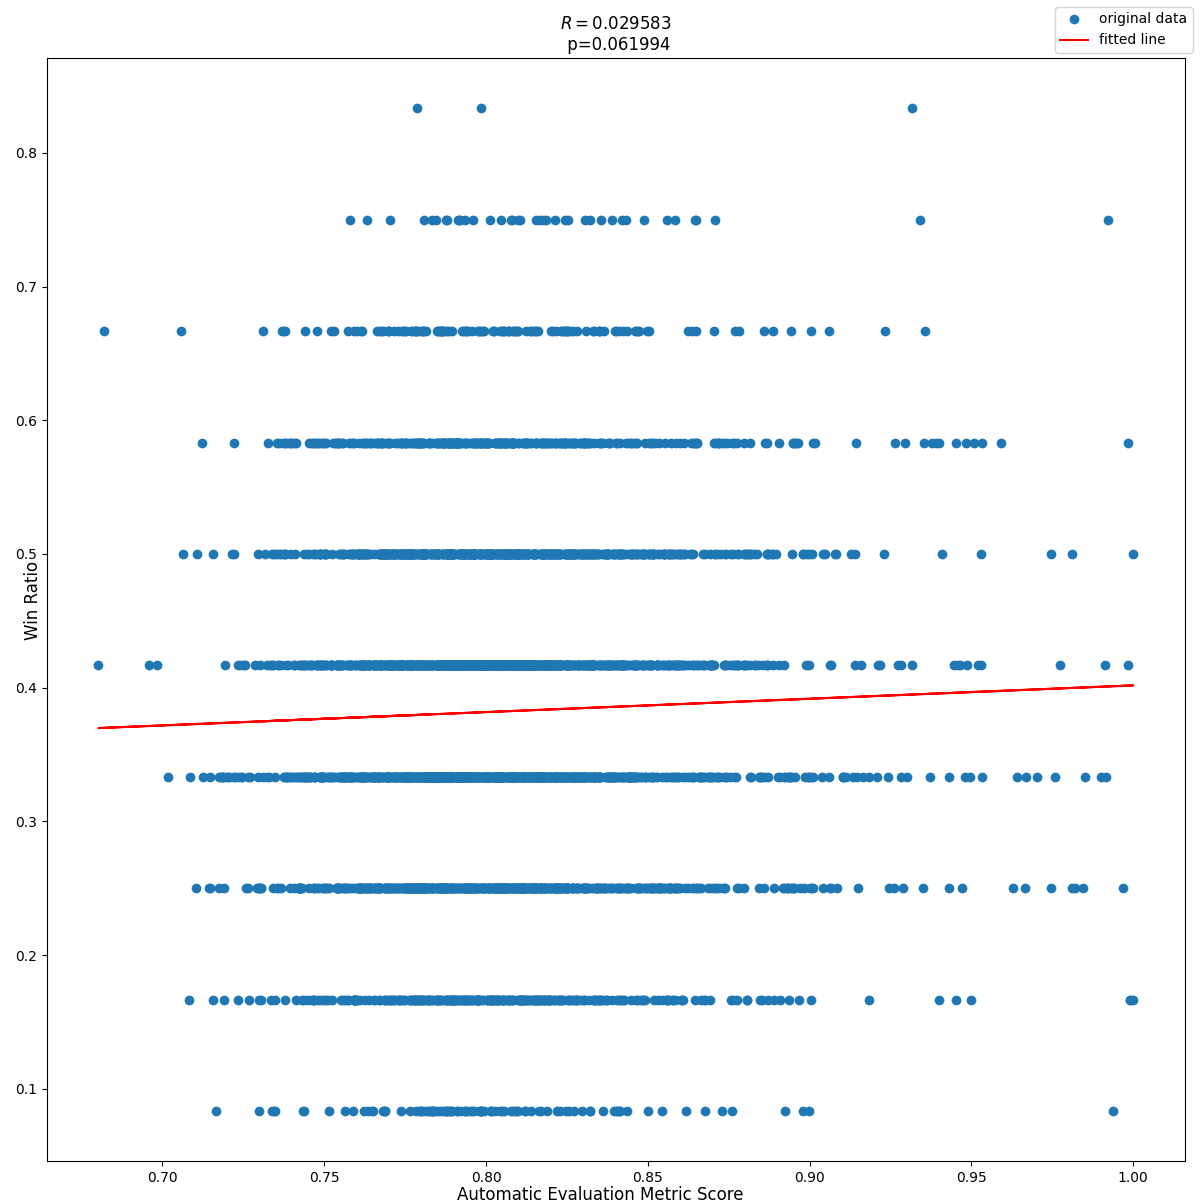 R = 0.029583
p=0.061994
original data
fitted line
0.8
0.7
0.6
0.5
0.4
0.3
0.2
0.1
Win Ratio
0.70 0.75 0.80 0.85 0.90 0.95 1.00
Automatic Evaluation Metric Score